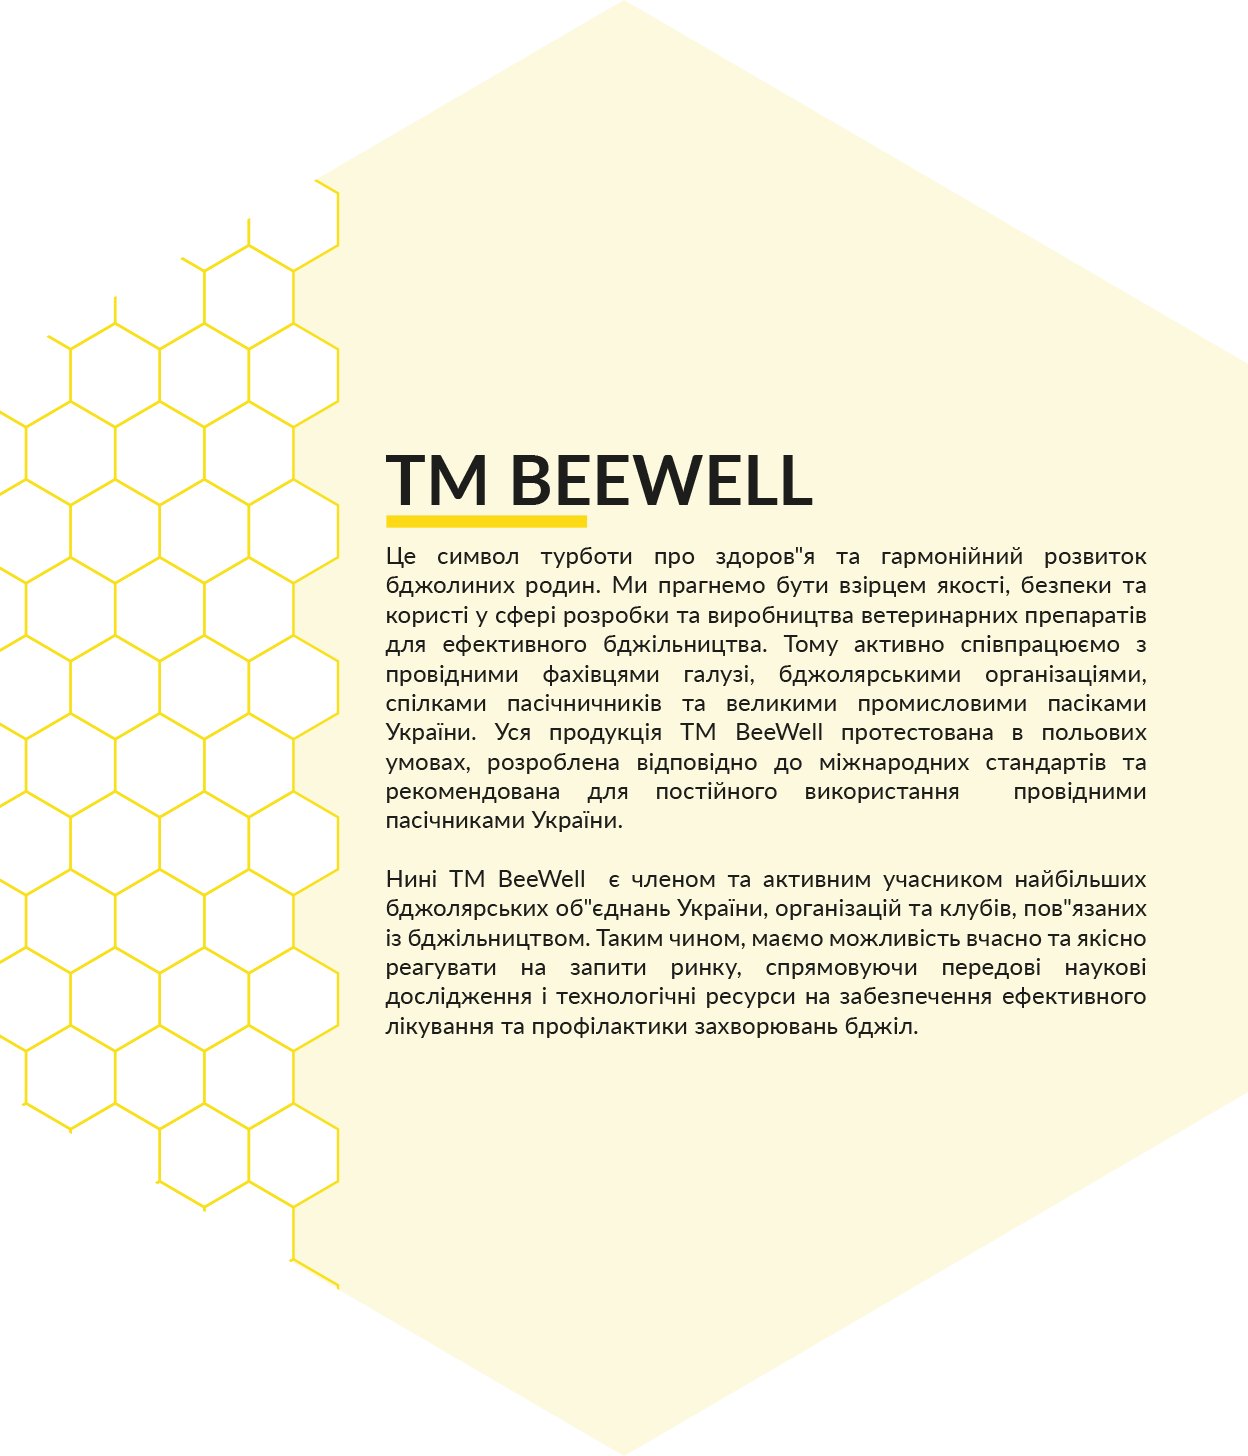 TM BEEWELL
Це символ турботи про здоров"я та гармонійний розвиток
бджолиних родин. Ми прагнемо бути взірцем якості, безпеки та
користі у сфері розробки та виробництва ветеринарних препаратів
для ефективного бджільництва. Тому активно співпрацюємо з
провідними фахівцями галузі, бджолярськими організаціями,
спілками пасічничників та великими промисловими пасіками
України. Уся продукція ТМ BeeWell протестована в польових
умовах, розроблена відповідно до міжнародних стандартів та
рекомендована для постійного використання провідними
пасічниками України.
Нині ТМ BeeWell є членом та активним учасником найбільших
бджолярських об"єднань України, організацій та клубів, пов"язаних
із бджільництвом. Таким чином, маємо можливість вчасно та якісно
реагувати на запити ринку, спрямовуючи передові наукові
дослідження і технологічні ресурси на забезпечення ефективного
лікування та профілактики захворювань бджіл.